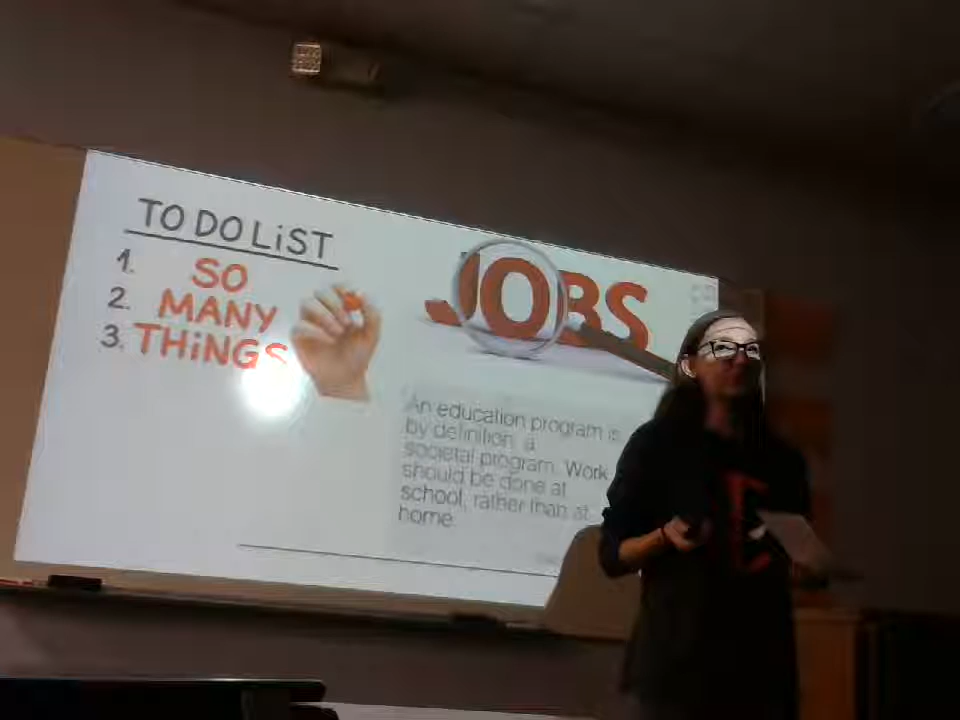 TO DO LiST
1. SO
2. MANY
3. THiNGS
JOBS
An education program is
by definition, a
societal program. Work
should be done at
school, rather than at
home.